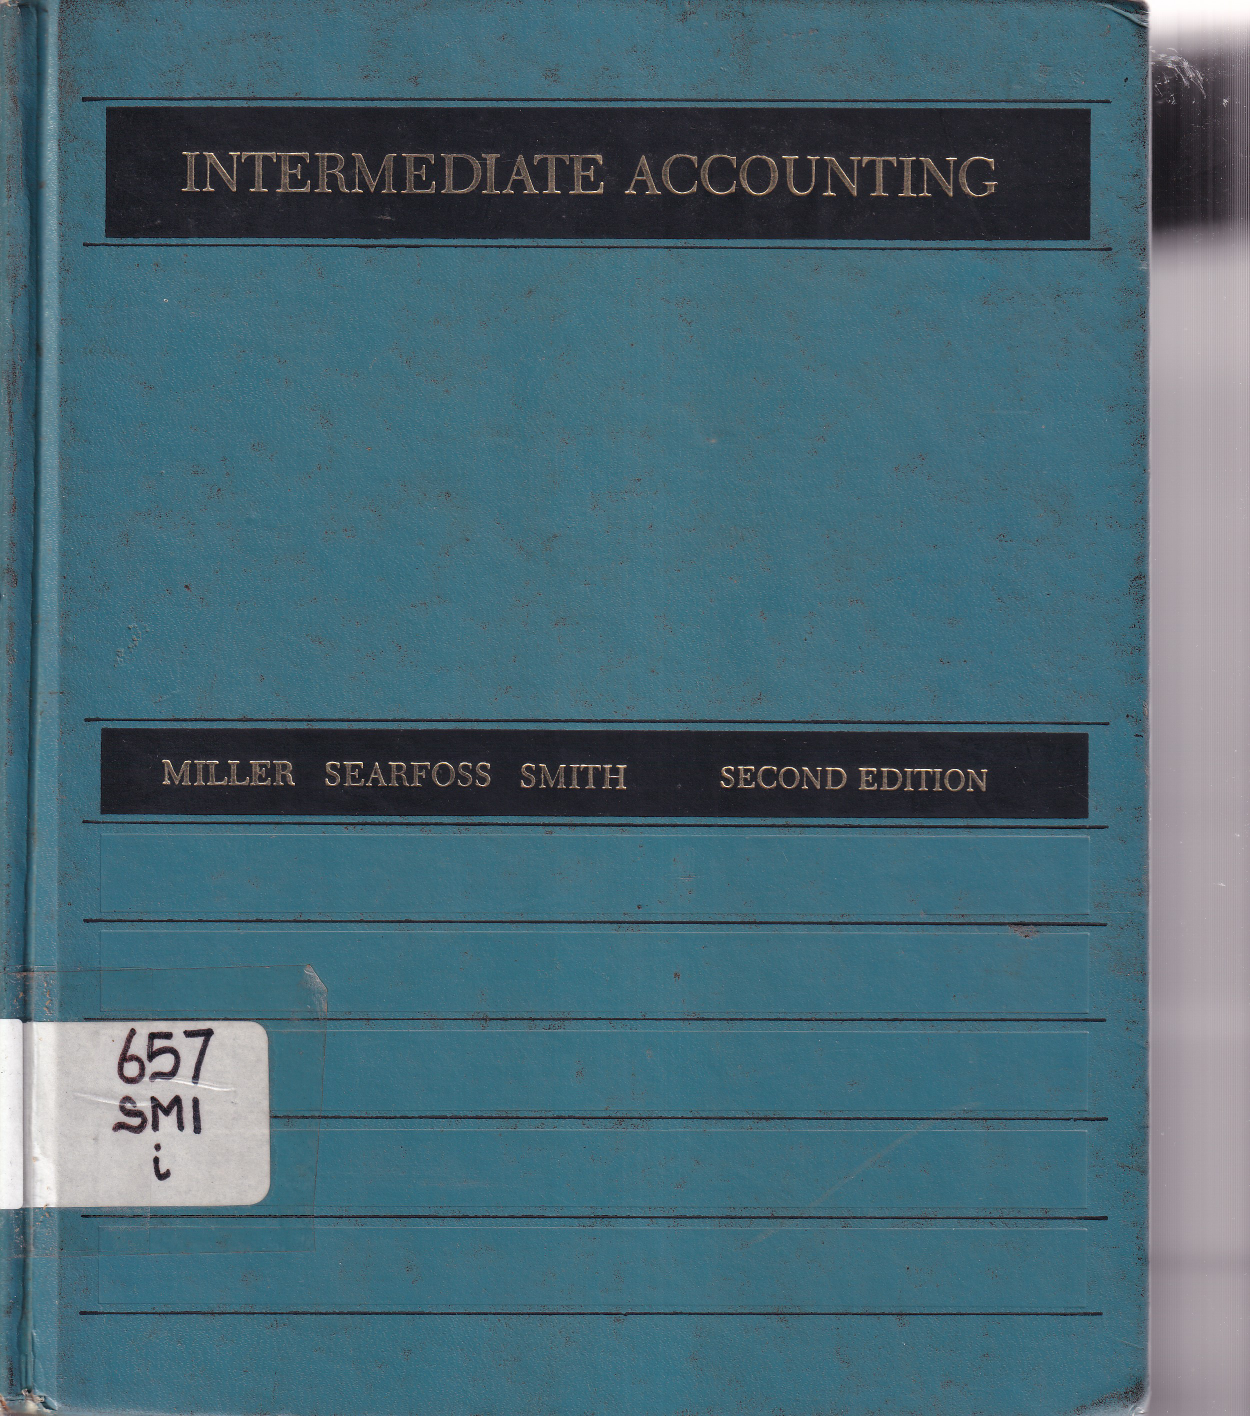 INTERMEDIATE ACCOUNTING
MILLER SEARFOSS SMITH SECOND EDITION
657
SMI
i